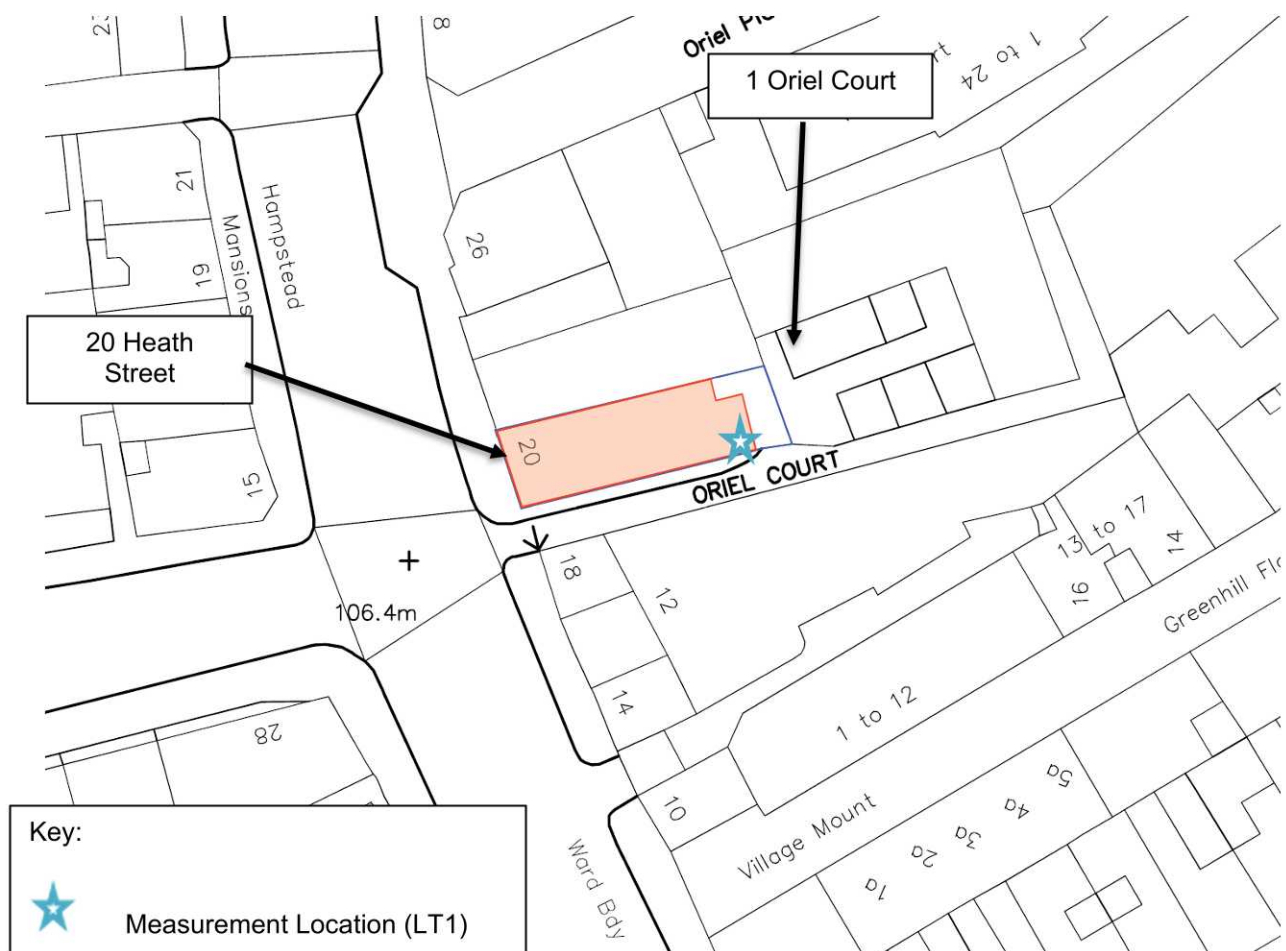 23
8
Oriel
1 to 24
1 Oriel Court
21
Hampstead
Mansions
19
26
20 Heath
Street
20
15
ORIEL COURT
18
12
13 to 17
16
14
106.4m
Greenhill
14
28
1 to 12
10
5a
4a
3a
2a
1a
Village Mount
Ward Bdy
Key:
Measurement Location (LT1)